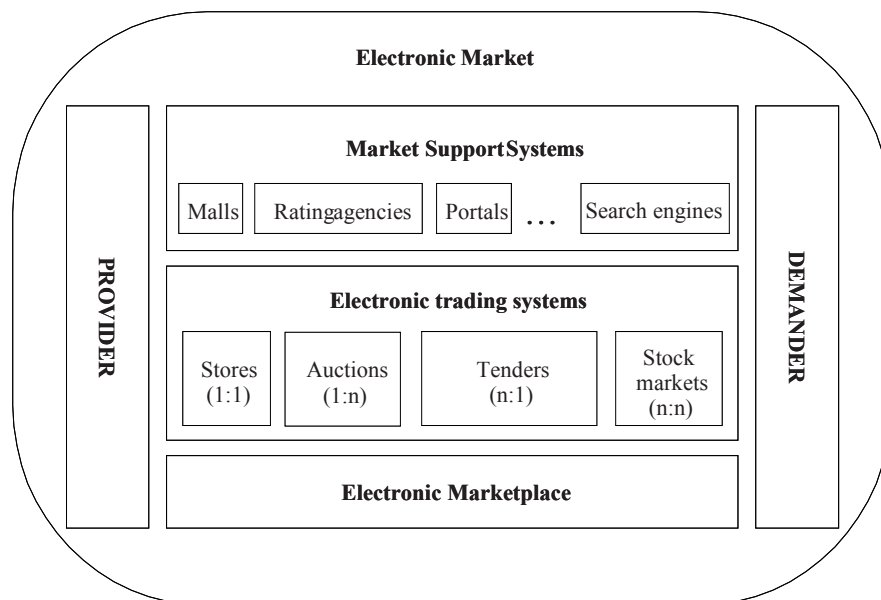 Electronic Market
PROVIDER
Market SupportSystems
Malls
Ratingagencies
Portals
...
Search engines
Electronic trading systems
Stores
(1:1)
Auctions
(1:n)
Tenders
(n:1)
Stock
markets
(n:n)
Electronic Marketplace
DEMANDER